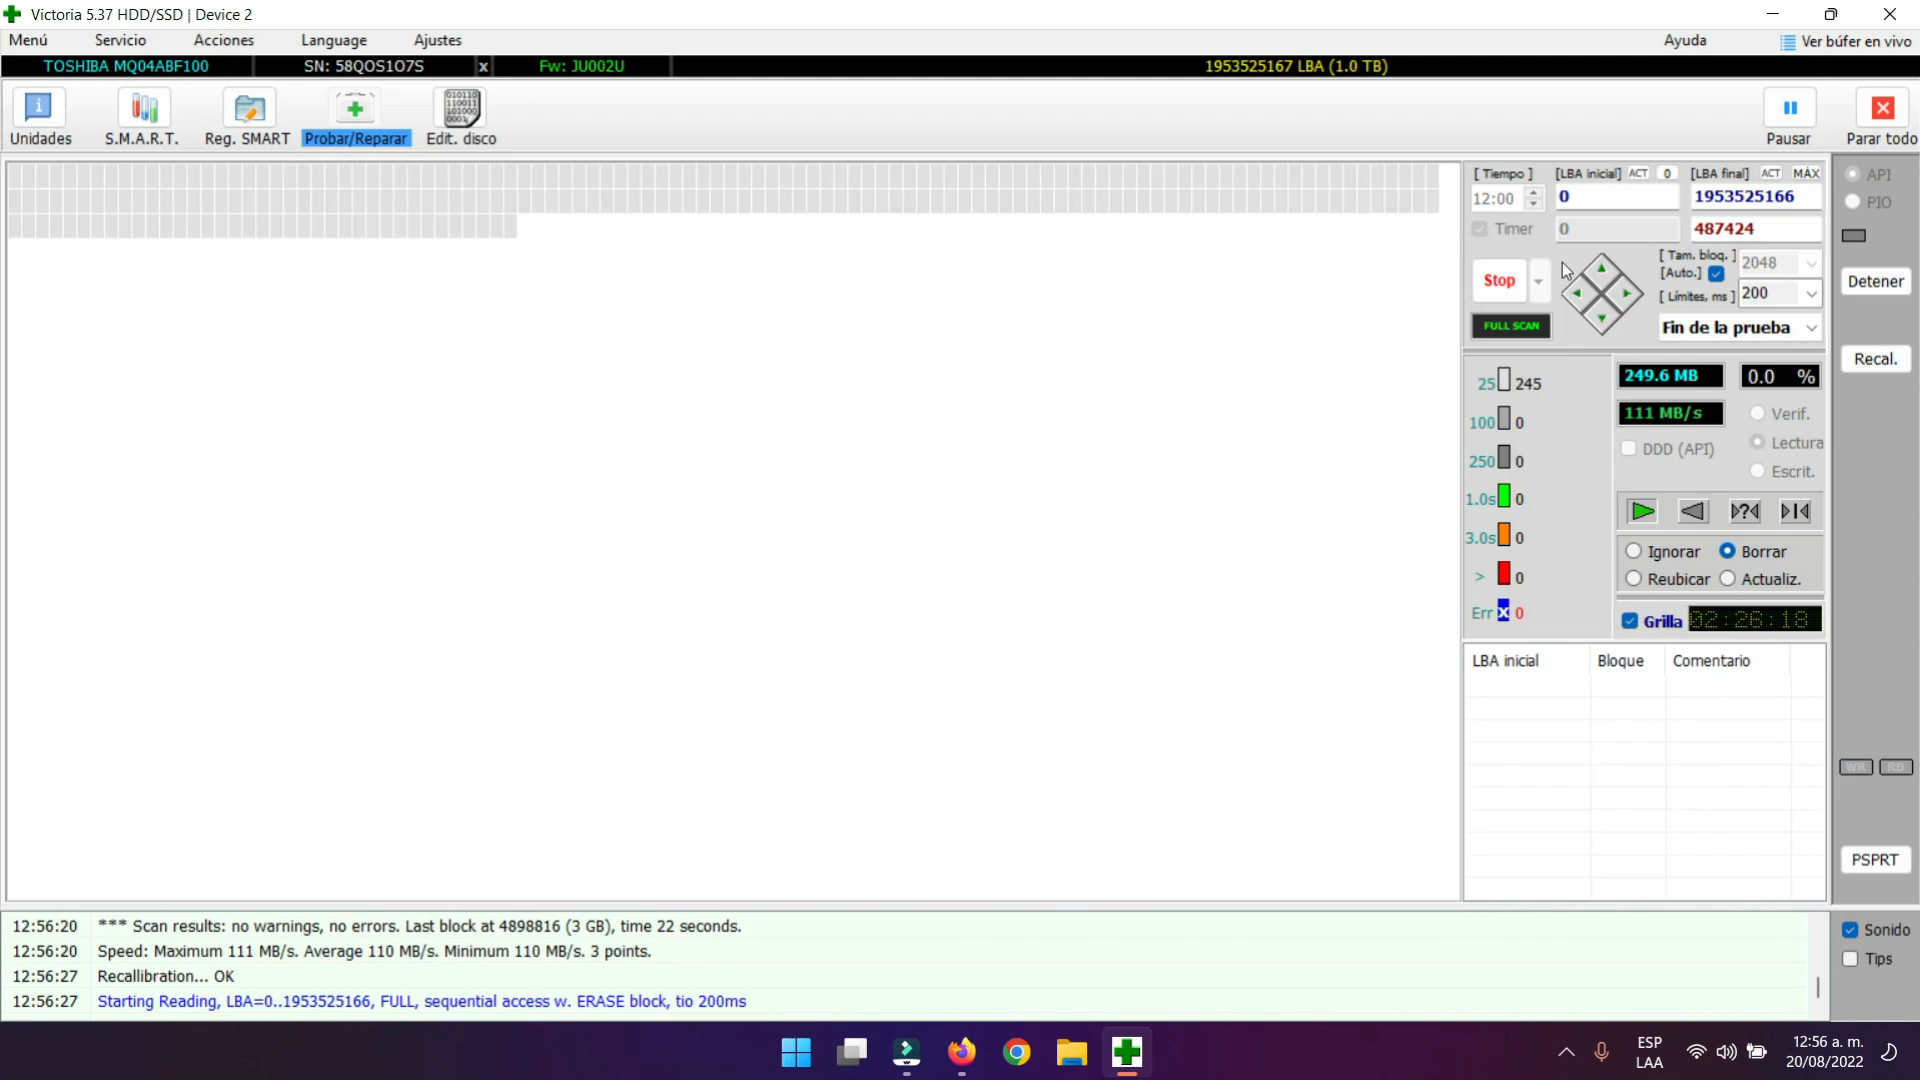 Victoria 5.37 HDD/SSD | Device 2
Menú Servicio Acciones Language Ajustes Ayuda Ver búfer en vivo
TOSHIBA MQ04ABF100 SN: 58QOS1O7S x Fw: JU002U 1953525167 LBA (1.0 TB)
Unidades S.M.A.R.T. Reg. SMART Probar/Reparar Edit. disco Pausar Parar todo
[ Tiempo ] [LBA inicial] ACT 0 [LBA final] ACT MÁX
12:00 0 1953525166
Timer 0 487424
[ Tam. bloq. ] 2048
[Auto.]
Stop
[ Límites, ms ] 200
FULL SCAN Fin de la prueba
25 245
100 0
250 0
1.0s 0
3.0s 0
> 0
Err x 0
249.6 MB 0.0 %
111 MB/s Verif.
DDD (API) Lectura
Escrit.
Ignorar Borrar
Reubicar Actualiz.
Grilla 02:26:18
LBA inicial Bloque Comentario
API
PIO
Detener
Recal.
WR RD
PSPRT
12:56:20 *** Scan results: no warnings, no errors. Last block at 4898816 (3 GB), time 22 seconds.
12:56:20 Speed: Maximum 111 MB/s. Average 110 MB/s. Minimum 110 MB/s. 3 points.
12:56:27 Recallibration... OK
12:56:27 Starting Reading, LBA=0..1953525166, FULL, sequential access w. ERASE block, tio 200ms
Sonido
Tips
ESP
LAA
12:56 a. m.
20/08/2022